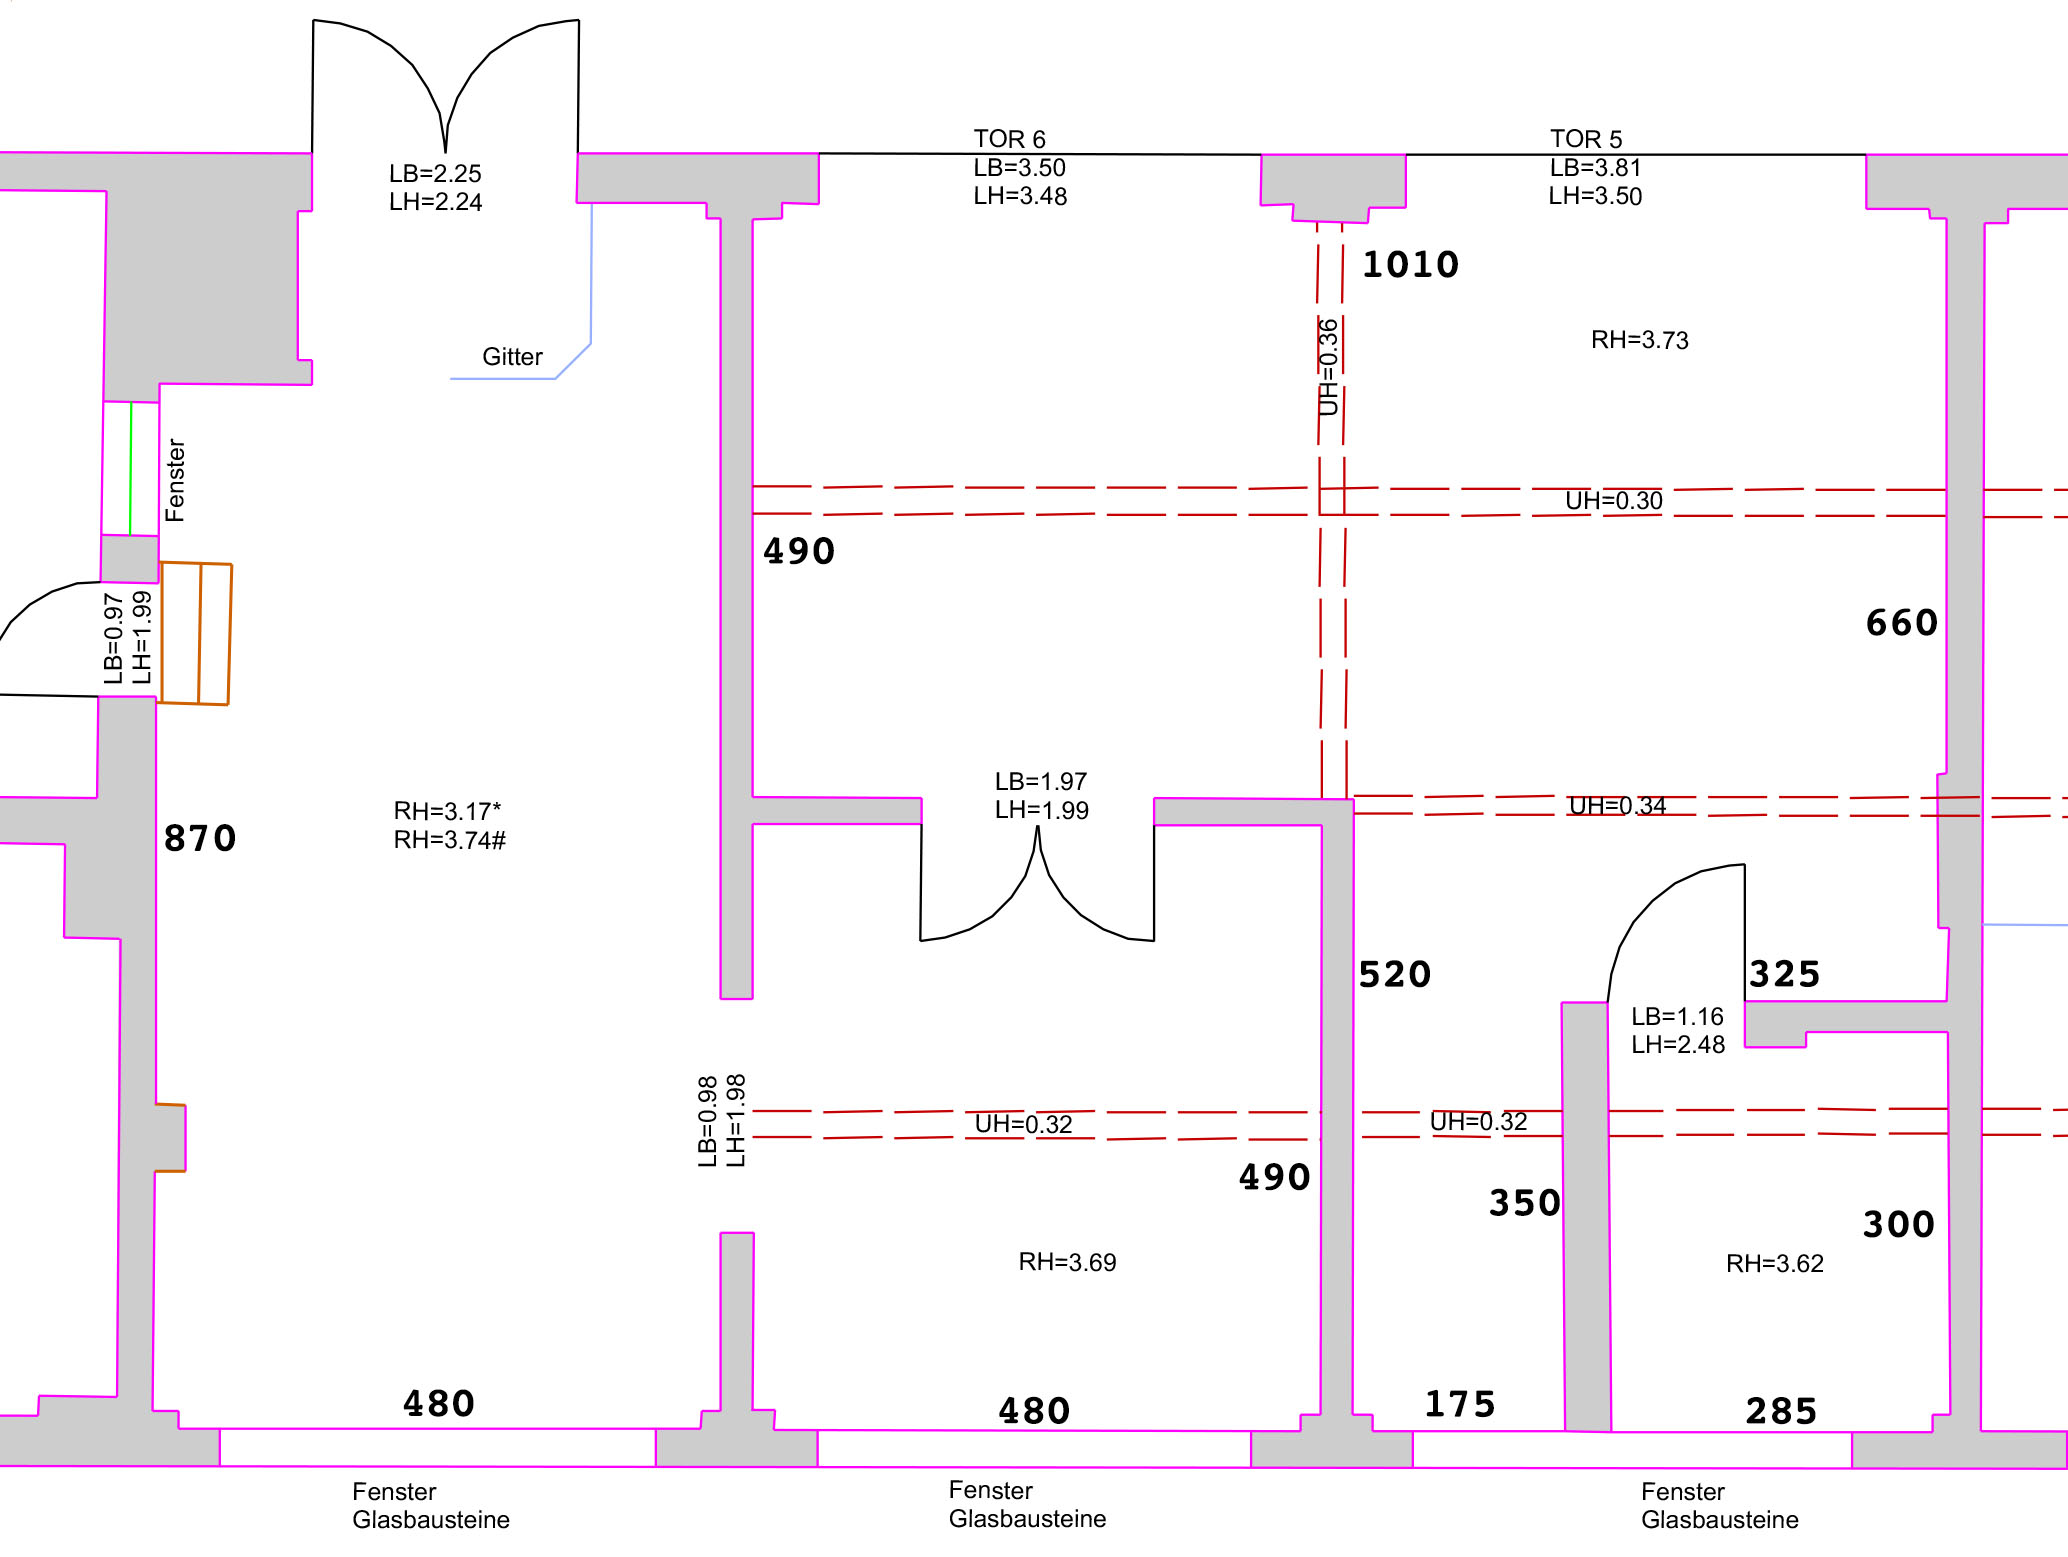 TOR 6
LB=3.50
LH=3.48
TOR 5
LB=3.81
LH=3.50
LB=2.25
LH=2.24
1010
RH=3.73
UH=0.36
Gitter
Fenster
UH=0.30
490
LB=0.97
LH=1.99
660
LB=1.97
LH=1.99
UH=0.34
870
RH=3.17*
RH=3.74#
520
325
LB=1.16
LH=2.48
LB=0.98
LH=1.98
UH=0.32
UH=0.32
490
350
300
RH=3.69
RH=3.62
480
480
175
285
Fenster
Glasbausteine
Fenster
Glasbausteine
Fenster
Glasbausteine